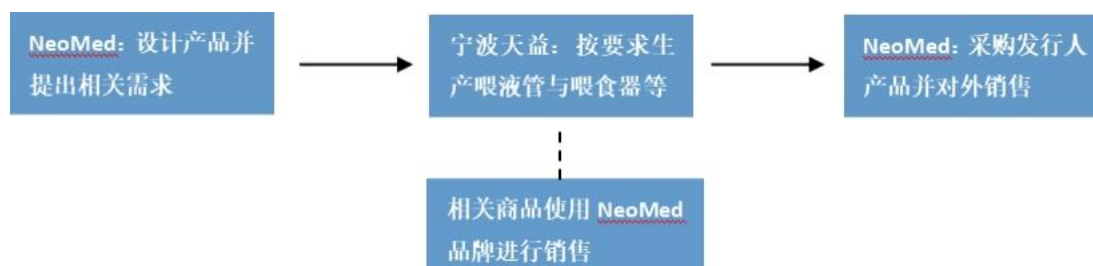 NeoMed：设计产品并
提出相关需求
宁波天益：按要求生
产喂液管与喂食器等
NeoMed：采购发行人
产品并对外销售
相关商品使用 NeoMed
品牌进行销售